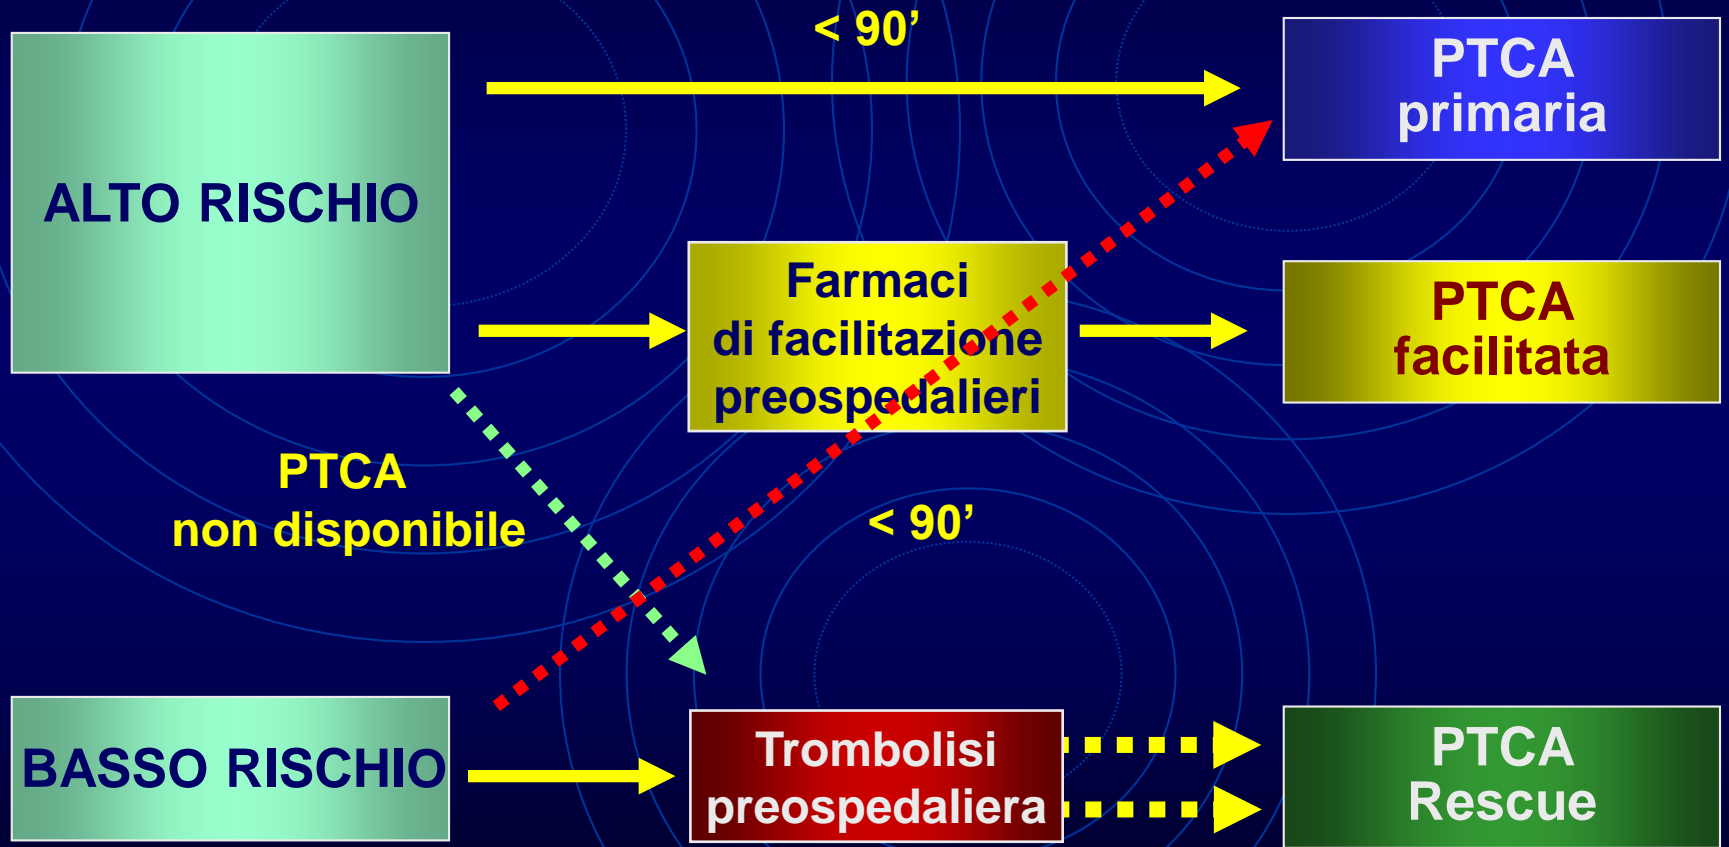 < 90’
PTCA
primaria
ALTO RISCHIO
Farmaci
di facilitazione
preospedalieri
PTCA
facilitata
PTCA
non disponibile
< 90’
BASSO RISCHIO
Trombolisi
preospedaliera
PTCA
Rescue